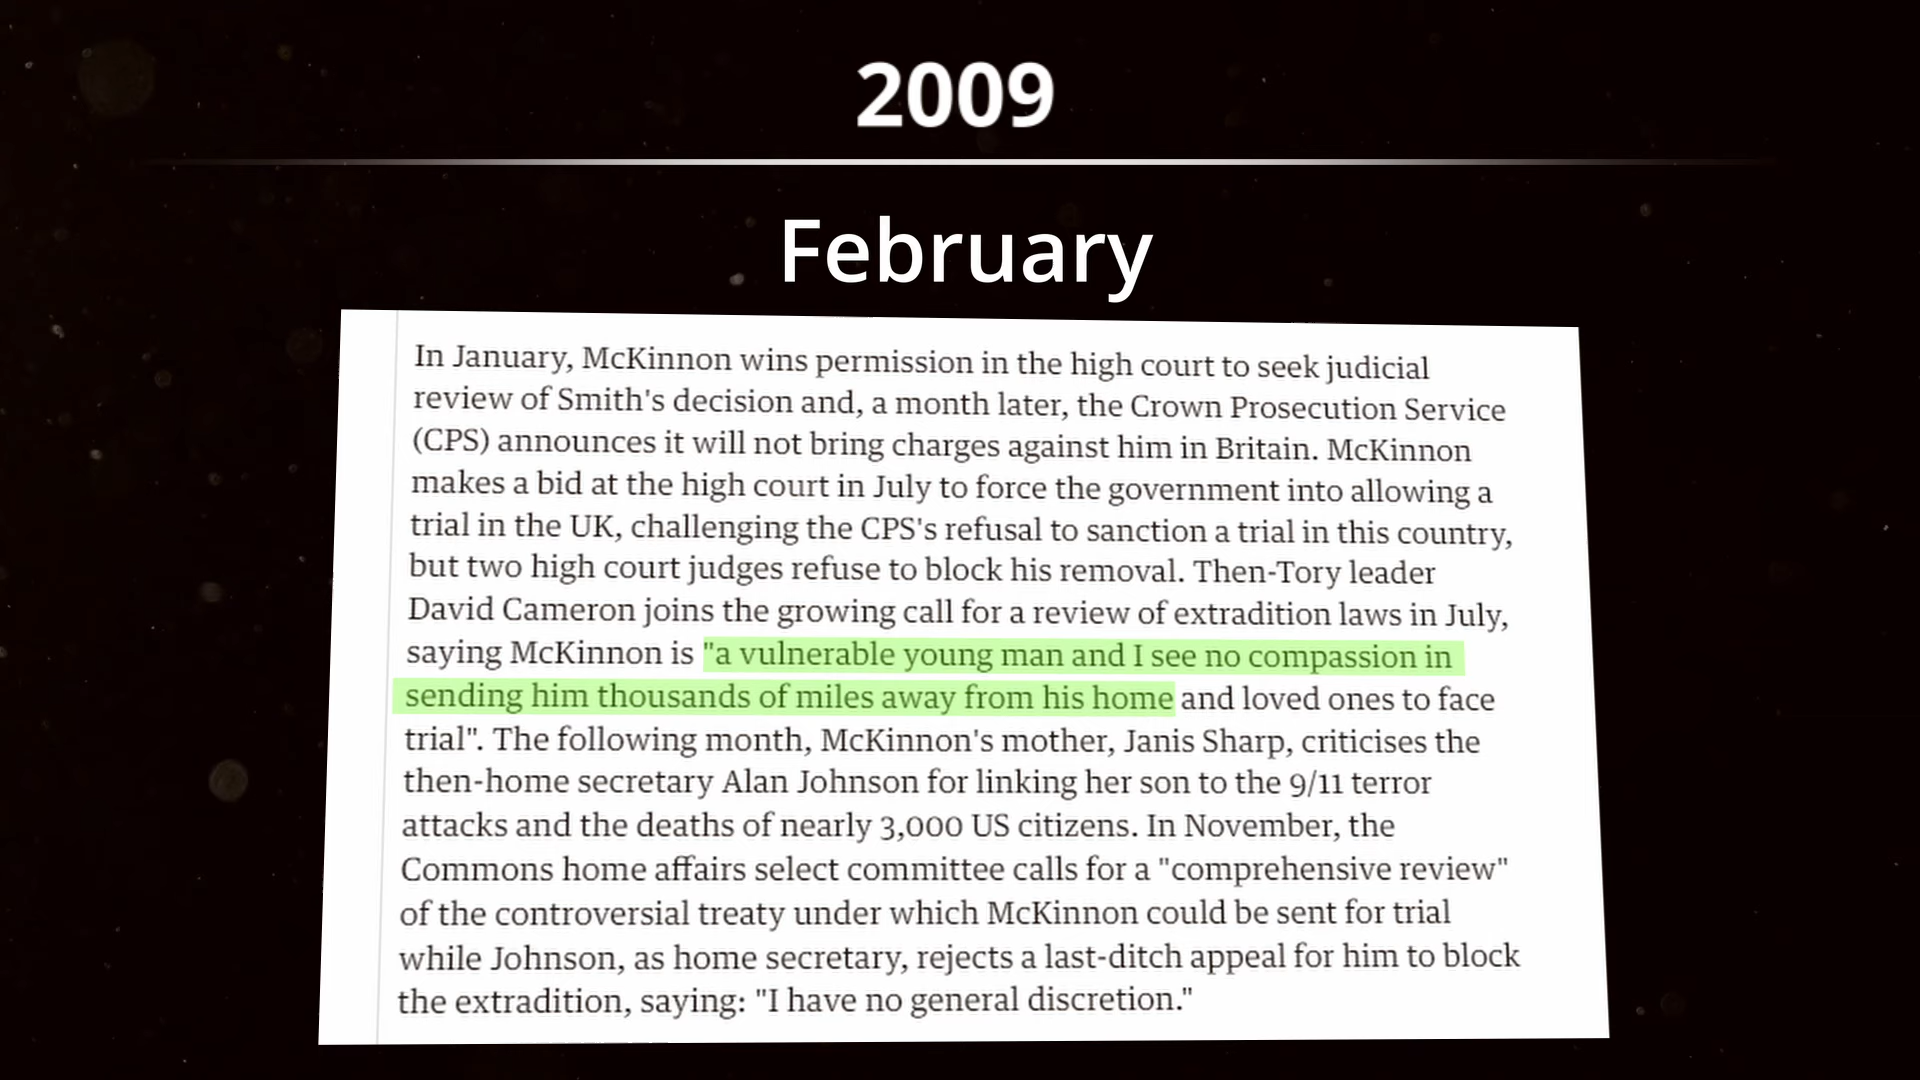 2009
February
In January, McKinnon wins permission in the high court to seek judicial
review of Smith's decision and, a month later, the Crown Prosecution Service
(CPS) announces it will not bring charges against him in Britain. McKinnon
makes a bid at the high court in July to force the government into allowing a
trial in the UK, challenging the CPS's refusal to sanction a trial in this country,
but two high court judges refuse to block his removal. Then-Tory leader
David Cameron joins the growing call for a review of extradition laws in July,
saying McKinnon is "a vulnerable young man and I see no compassion in
sending him thousands of miles away from his home and loved ones to face
trial". The following month, McKinnon's mother, Janis Sharp, criticises the
then-home secretary Alan Johnson for linking her son to the 9/11 terror
attacks and the deaths of nearly 3,000 US citizens. In November, the
Commons home affairs select committee calls for a "comprehensive review"
of the controversial treaty under which McKinnon could be sent for trial
while Johnson, as home secretary, rejects a last-ditch appeal for him to block
the extradition, saying: "I have no general discretion."